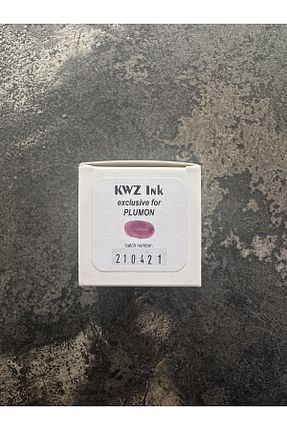 KWZ Ink
exclusive for
PLUMON
batch number:
210421